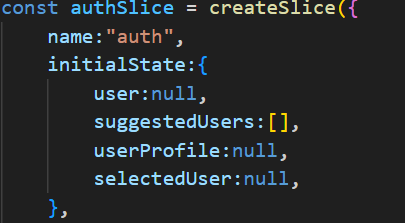 const authSlice = createSlice({
    name:"auth",
    initialState:{
        user:null,
        suggestedUsers:[],
        userProfile:null,
        selectedUser:null,
    },